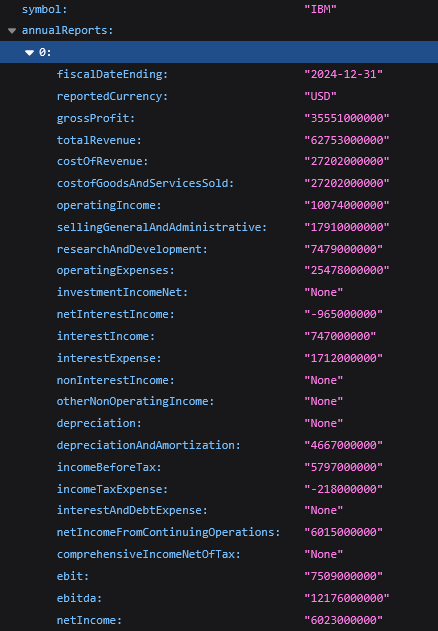 symbol: "IBM"
annualReports:
0:
fiscalDateEnding: "2024-12-31"
reportedCurrency: "USD"
grossProfit: "35551000000"
totalRevenue: "62753000000"
costOfRevenue: "27202000000"
costofGoodsAndServicesSold: "27202000000"
operatingIncome: "10074000000"
sellingGeneralAndAdministrative: "17910000000"
researchAndDevelopment: "7479000000"
operatingExpenses: "25478000000"
investmentIncomeNet: "None"
netInterestIncome: "-965000000"
interestIncome: "747000000"
interestExpense: "1712000000"
nonInterestIncome: "None"
otherNonOperatingIncome: "None"
depreciation: "None"
depreciationAndAmortization: "4667000000"
incomeBeforeTax: "5797000000"
incomeTaxExpense: "-218000000"
interestAndDebtExpense: "None"
netIncomeFromContinuingOperations: "6015000000"
comprehensiveIncomeNetOfTax: "None"
ebit: "7509000000"
ebitda: "12176000000"
netIncome: "6023000000"